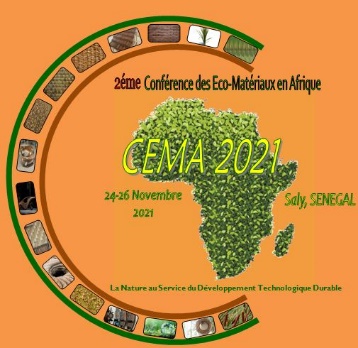 2éme Conférence des Eco-Matériaux en Afrique
CEMA 2021
24-26 Novembre
2021
Saly, SENEGAL
La Nature au Service du Développement Technologique Durable